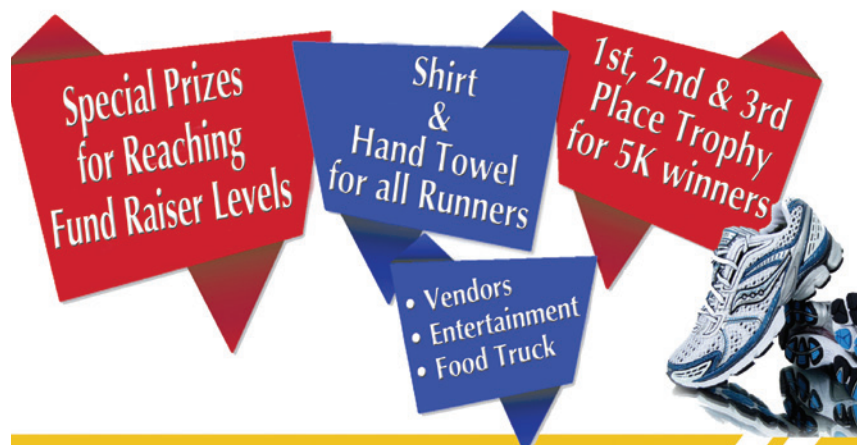 Special Prizes
for Reaching
Fund Raiser Levels
Shirt
&
Hand Towel
for all Runners
1st, 2nd & 3rd
Place Trophy
for 5K winners
• Vendors
• Entertainment
• Food Truck